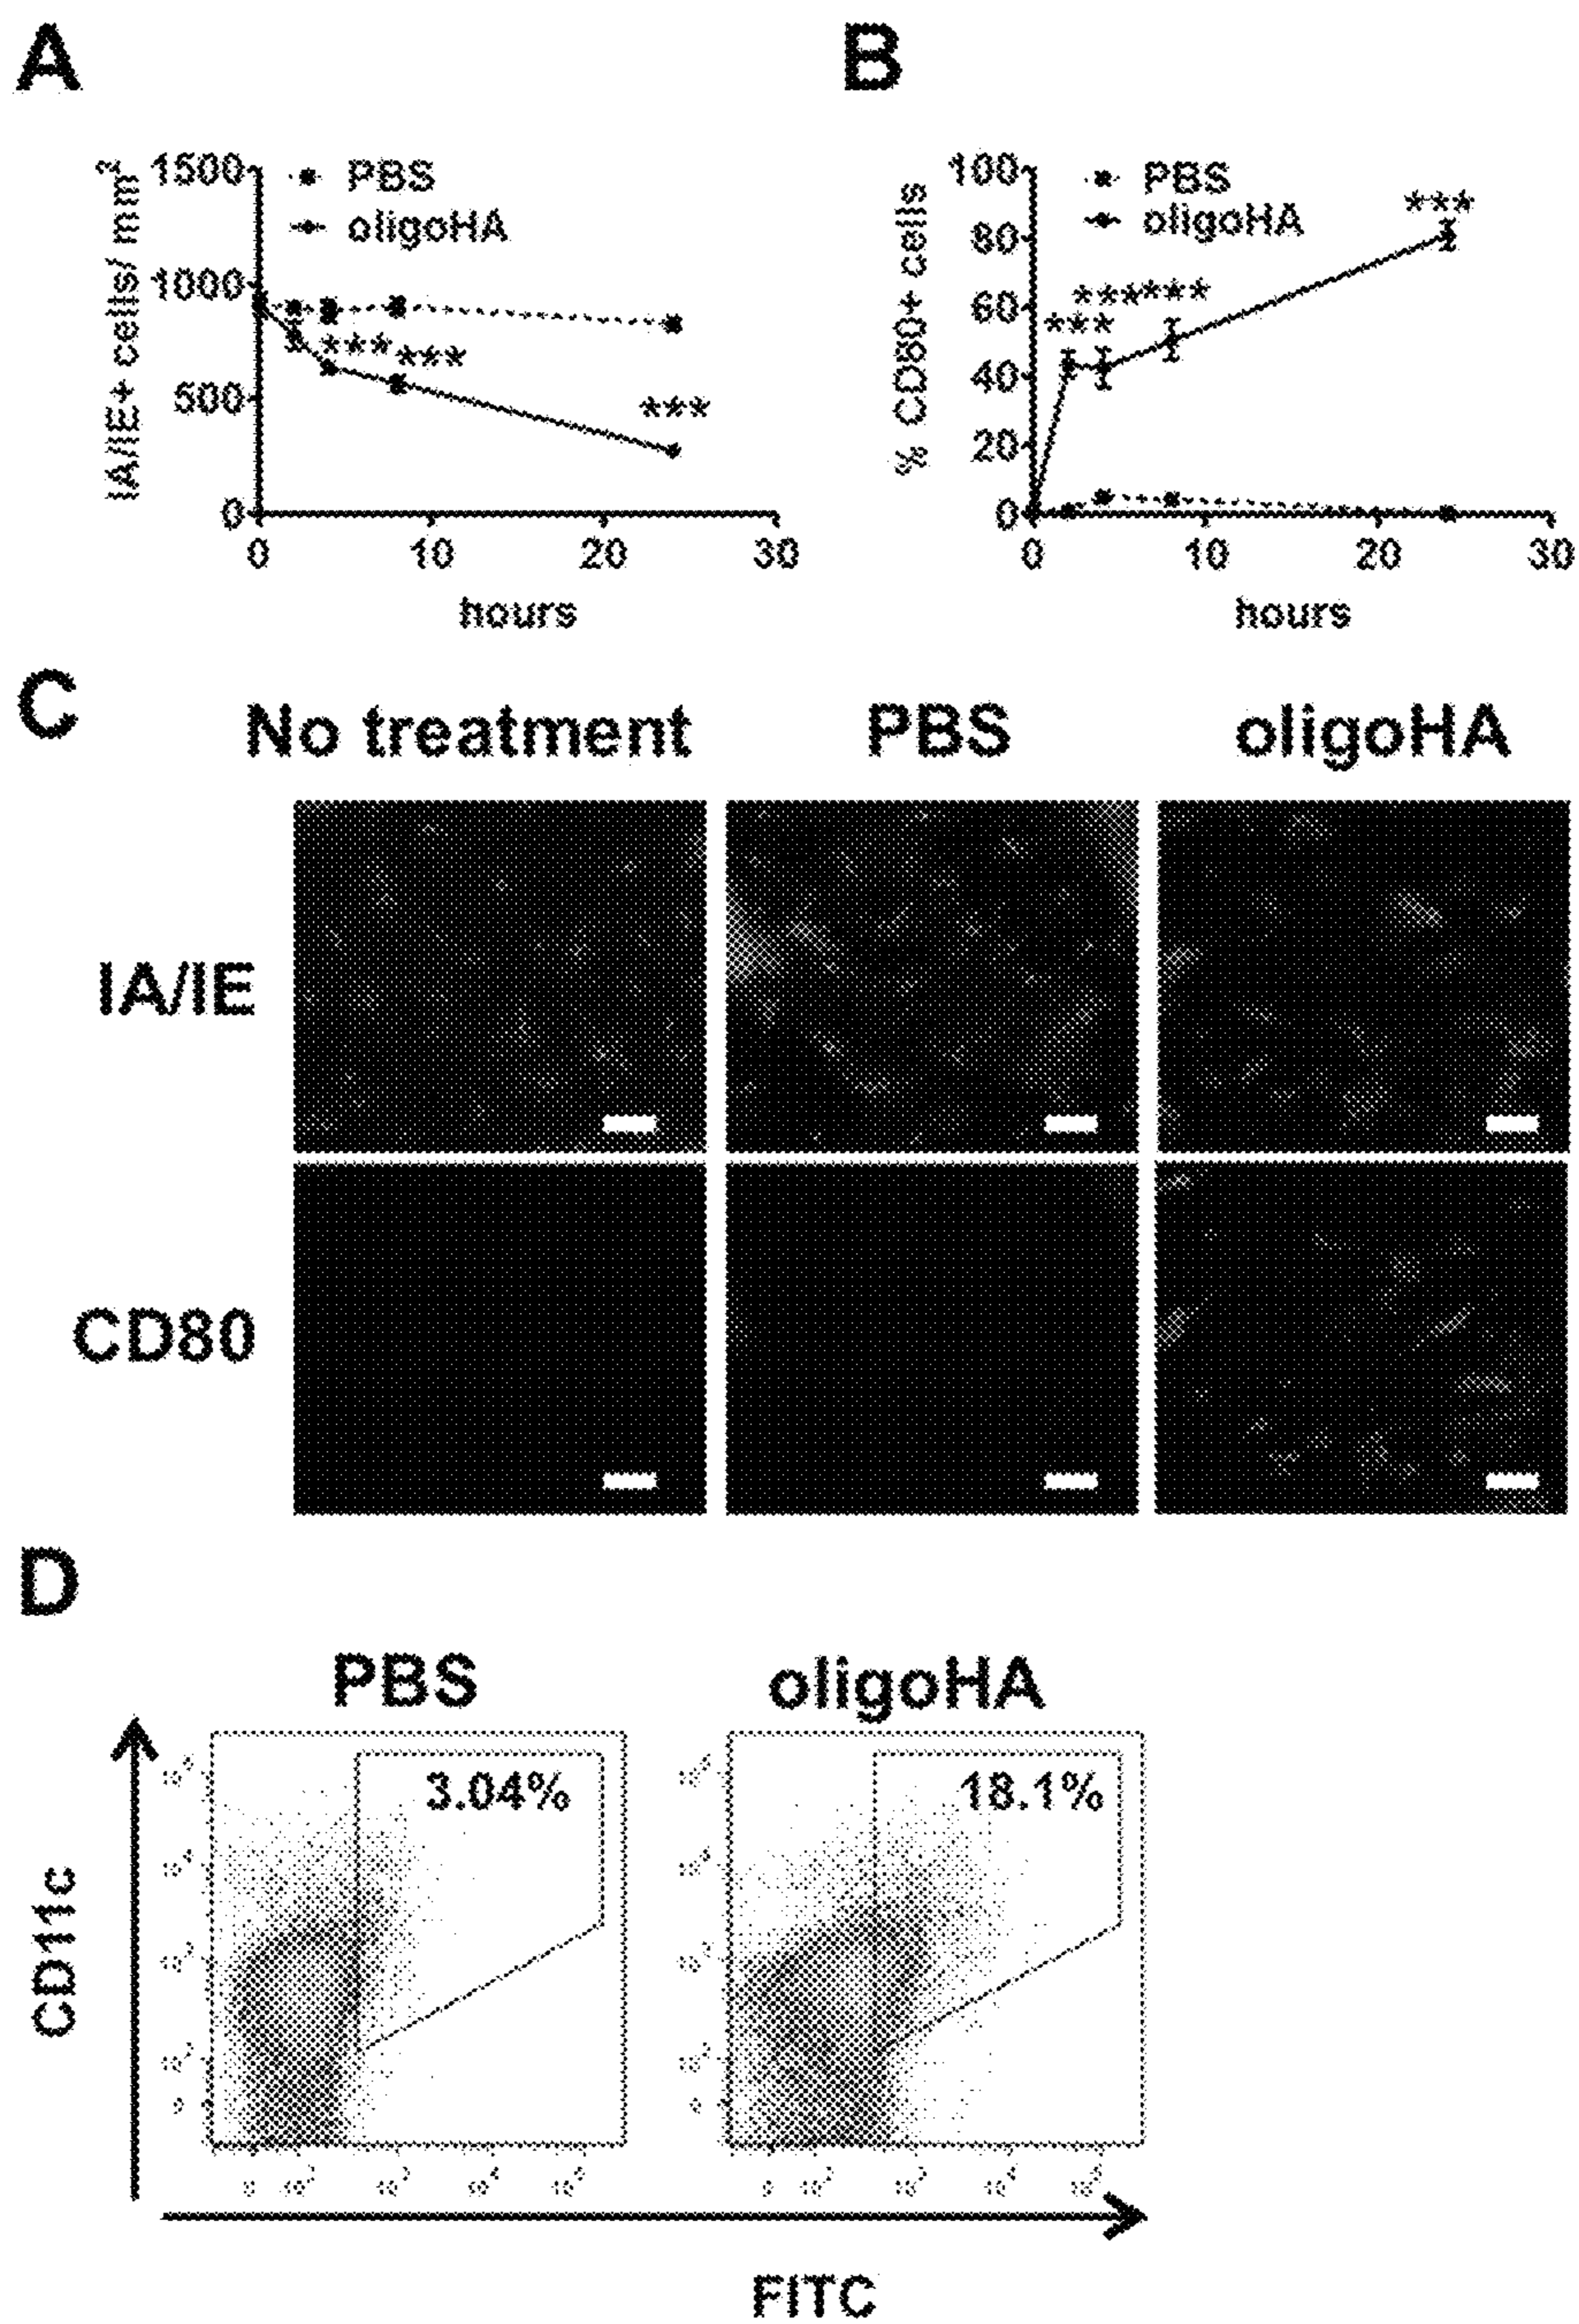 A
B
IA/IE+ cells/ mm²
1500
1000
500
0
PBS
oligoHA
***
***
***
0 10 20 30
hours
% CD80+ cells
100
80
60
40
20
0
PBS
oligoHA
***
***
***
***
0 10 20 30
hours
C
No treatment PBS oligoHA
IA/IE
CD80
D
PBS oligoHA
CD11c
3.04%
18.1%
FITC